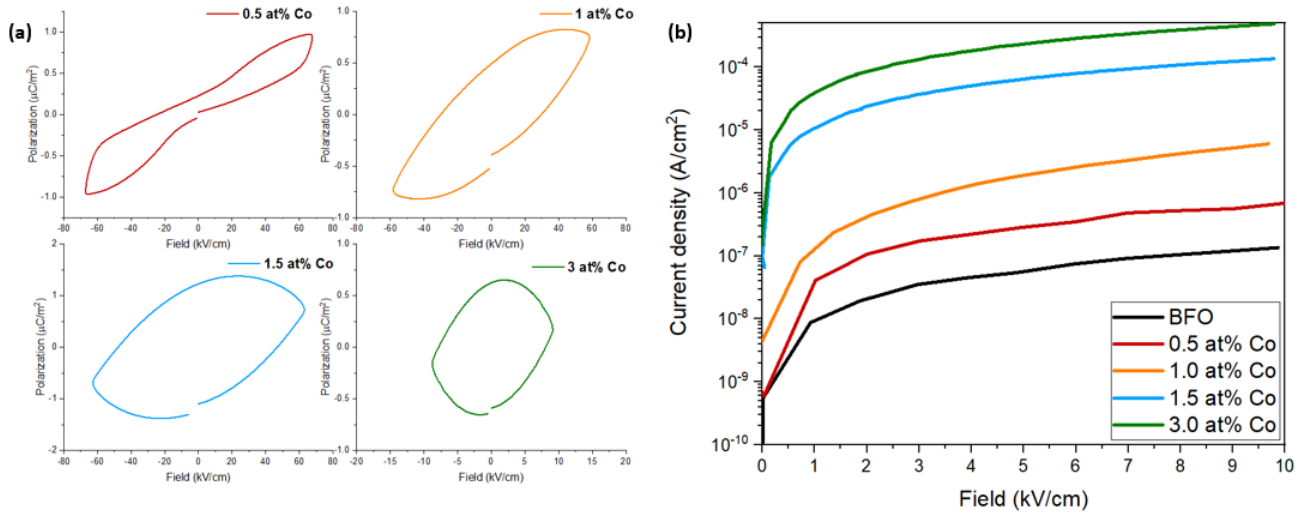 (a)
0.5 at% Co
Polarization (μC/m²)
1.0
0.5
0.0
-0.5
-1.0
-80 -60 -40 -20 0 20 40 60 80
Field (kV/cm)
1 at% Co
Polarization (μC/m²)
1.0
0.5
0.0
-0.5
1.0
-80 -60 -40 -20 0 20 40 60 80
Field (kV/cm)
1.5 at% Co
Polarization (μC/m²)
2
1
0
-1
-2
-80 -60 -40 -20 0 20 40 60 80
Field (kV/cm)
3 at% Co
Polarization (μC/m²)
1.0
0.5
0.0
-0.5
1.0
-20 -15 -10 -5 0 5 10 15 20
Field (kV/cm)
(b)
Current density (A/cm²)
10⁻⁴
10⁻⁵
10⁻⁶
10⁻⁷
10⁻⁸
10⁻⁹
10⁻¹⁰
0 1 2 3 4 5 6 7 8 9 10
Field (kV/cm)
BFO
0.5 at% Co
1.0 at% Co
1.5 at% Co
3.0 at% Co